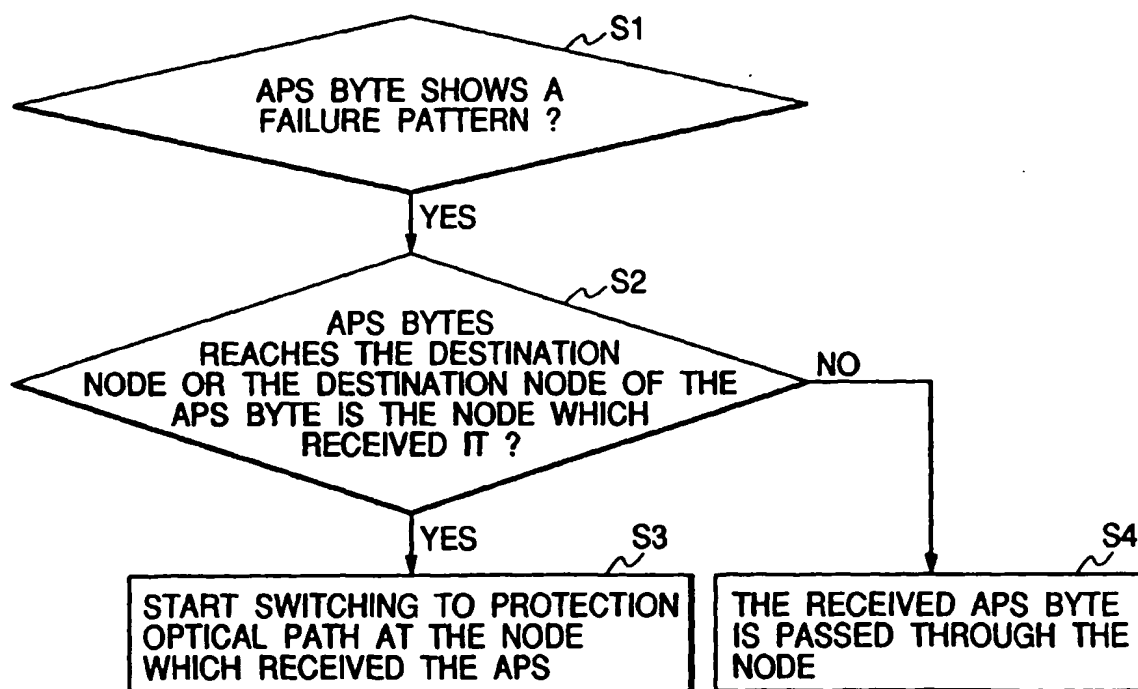 S1
APS BYTE SHOWS A
FAILURE PATTERN ?
YES
S2
APS BYTES
REACHES THE DESTINATION
NODE OR THE DESTINATION NODE OF THE
APS BYTE IS THE NODE WHICH
RECEIVED IT ?
NO
YES
S3
START SWITCHING TO PROTECTION
OPTICAL PATH AT THE NODE
WHICH RECEIVED THE APS
S4
THE RECEIVED APS BYTE
IS PASSED THROUGH THE
NODE